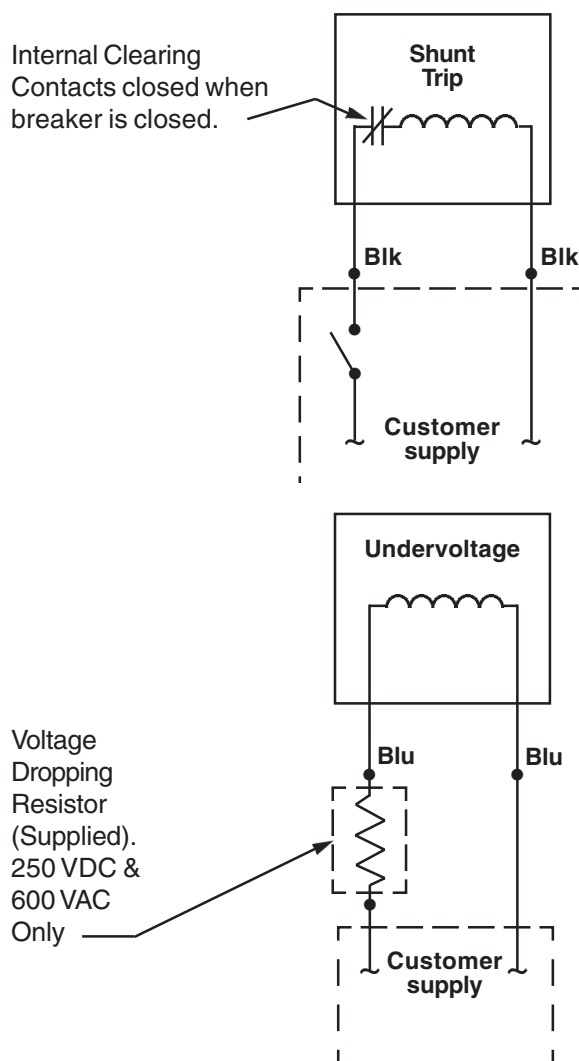 Internal Clearing
Contacts closed when
breaker is closed.
Shunt
Trip
Blk
Blk
Customer
supply
Undervoltage
Voltage
Dropping
Resistor
(Supplied).
250 VDC &
600 VAC
Only
Blu
Blu
Customer
supply